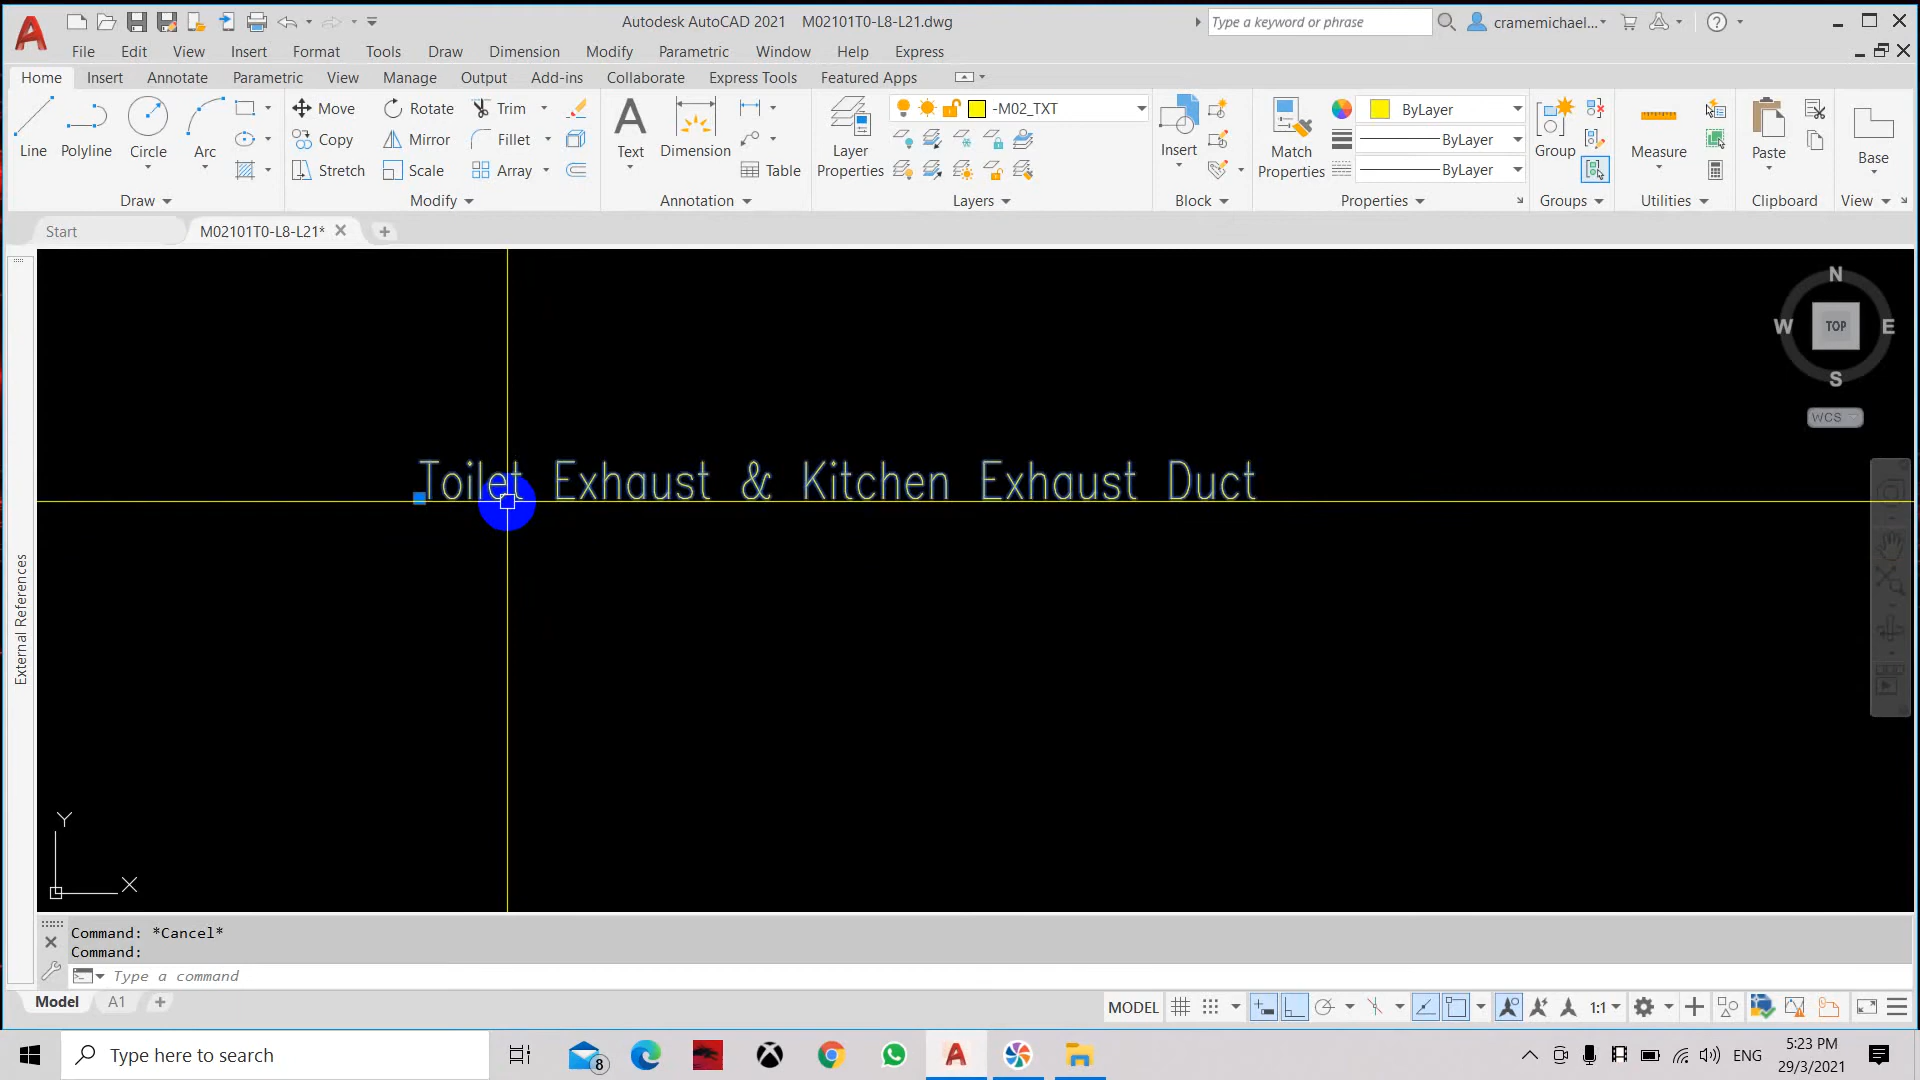 Autodesk AutoCAD 2021 M02101T0-L8-L21.dwg
Type a keyword or phrase
cramemichael...
File Edit View Insert Format Tools Draw Dimension Modify Parametric Window Help Express
Home Insert Annotate Parametric View Manage Output Add-ins Collaborate Express Tools Featured Apps
Line Polyline Circle Arc
Move Rotate Trim
Copy Mirror Fillet
Stretch Scale Array
Text Dimension Table
Layer Properties
-M02_TXT
Insert
Match Properties
ByLayer
ByLayer
ByLayer
Group
Measure
Paste
Base
Draw Modify Annotation Layers Block Properties Groups Utilities Clipboard View
Start M02101T0-L8-L21*
N
W TOP E
S
WCS
Toilet Exhaust & Kitchen Exhaust Duct
External References
Y
X
Command: *Cancel*
Command:
Type a command
Model A1
MODEL 1:1
Type here to search
8
ENG
5:23 PM
29/3/2021